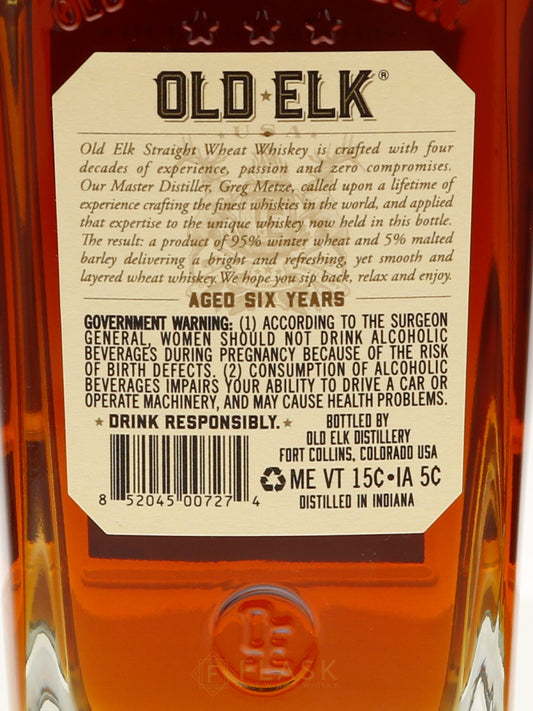 OLD ELK®
USA
Old Elk Straight Wheat Whiskey is crafted with four
decades of experience, passion and zero compromises.
Our Master Distiller, Greg Metze, called upon a lifetime of
experience crafting the finest whiskies in the world, and applied
that expertise to the unique whiskey now held in this bottle.
The result: a product of 95% winter wheat and 5% malted
barley delivering a bright and refreshing, yet smooth and
layered wheat whiskey. We hope you sip back, relax and enjoy.
AGED SIX YEARS
GOVERNMENT WARNING: (1) ACCORDING TO THE SURGEON
GENERAL, WOMEN SHOULD NOT DRINK ALCOHOLIC
BEVERAGES DURING PREGNANCY BECAUSE OF THE RISK
OF BIRTH DEFECTS. (2) CONSUMPTION OF ALCOHOLIC
BEVERAGES IMPAIRS YOUR ABILITY TO DRIVE A CAR OR
OPERATE MACHINERY, AND MAY CAUSE HEALTH PROBLEMS.
DRINK RESPONSIBLY.
8 52045 00727 4
BOTTLED BY
OLD ELK DISTILLERY
FORT COLLINS, COLORADO USA
ME VT 15¢•IA 5¢
DISTILLED IN INDIANA
OE
FLASK